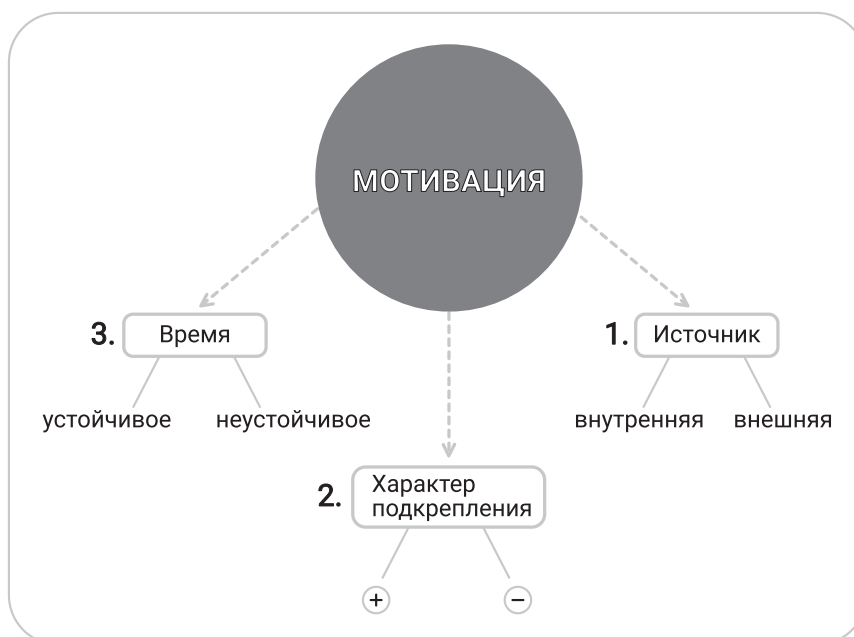 МОТИВАЦИЯ
3. Время
1. Источник
устойчивое неустойчивое
внутренняя внешняя
2. Характер
подкрепления
+ −